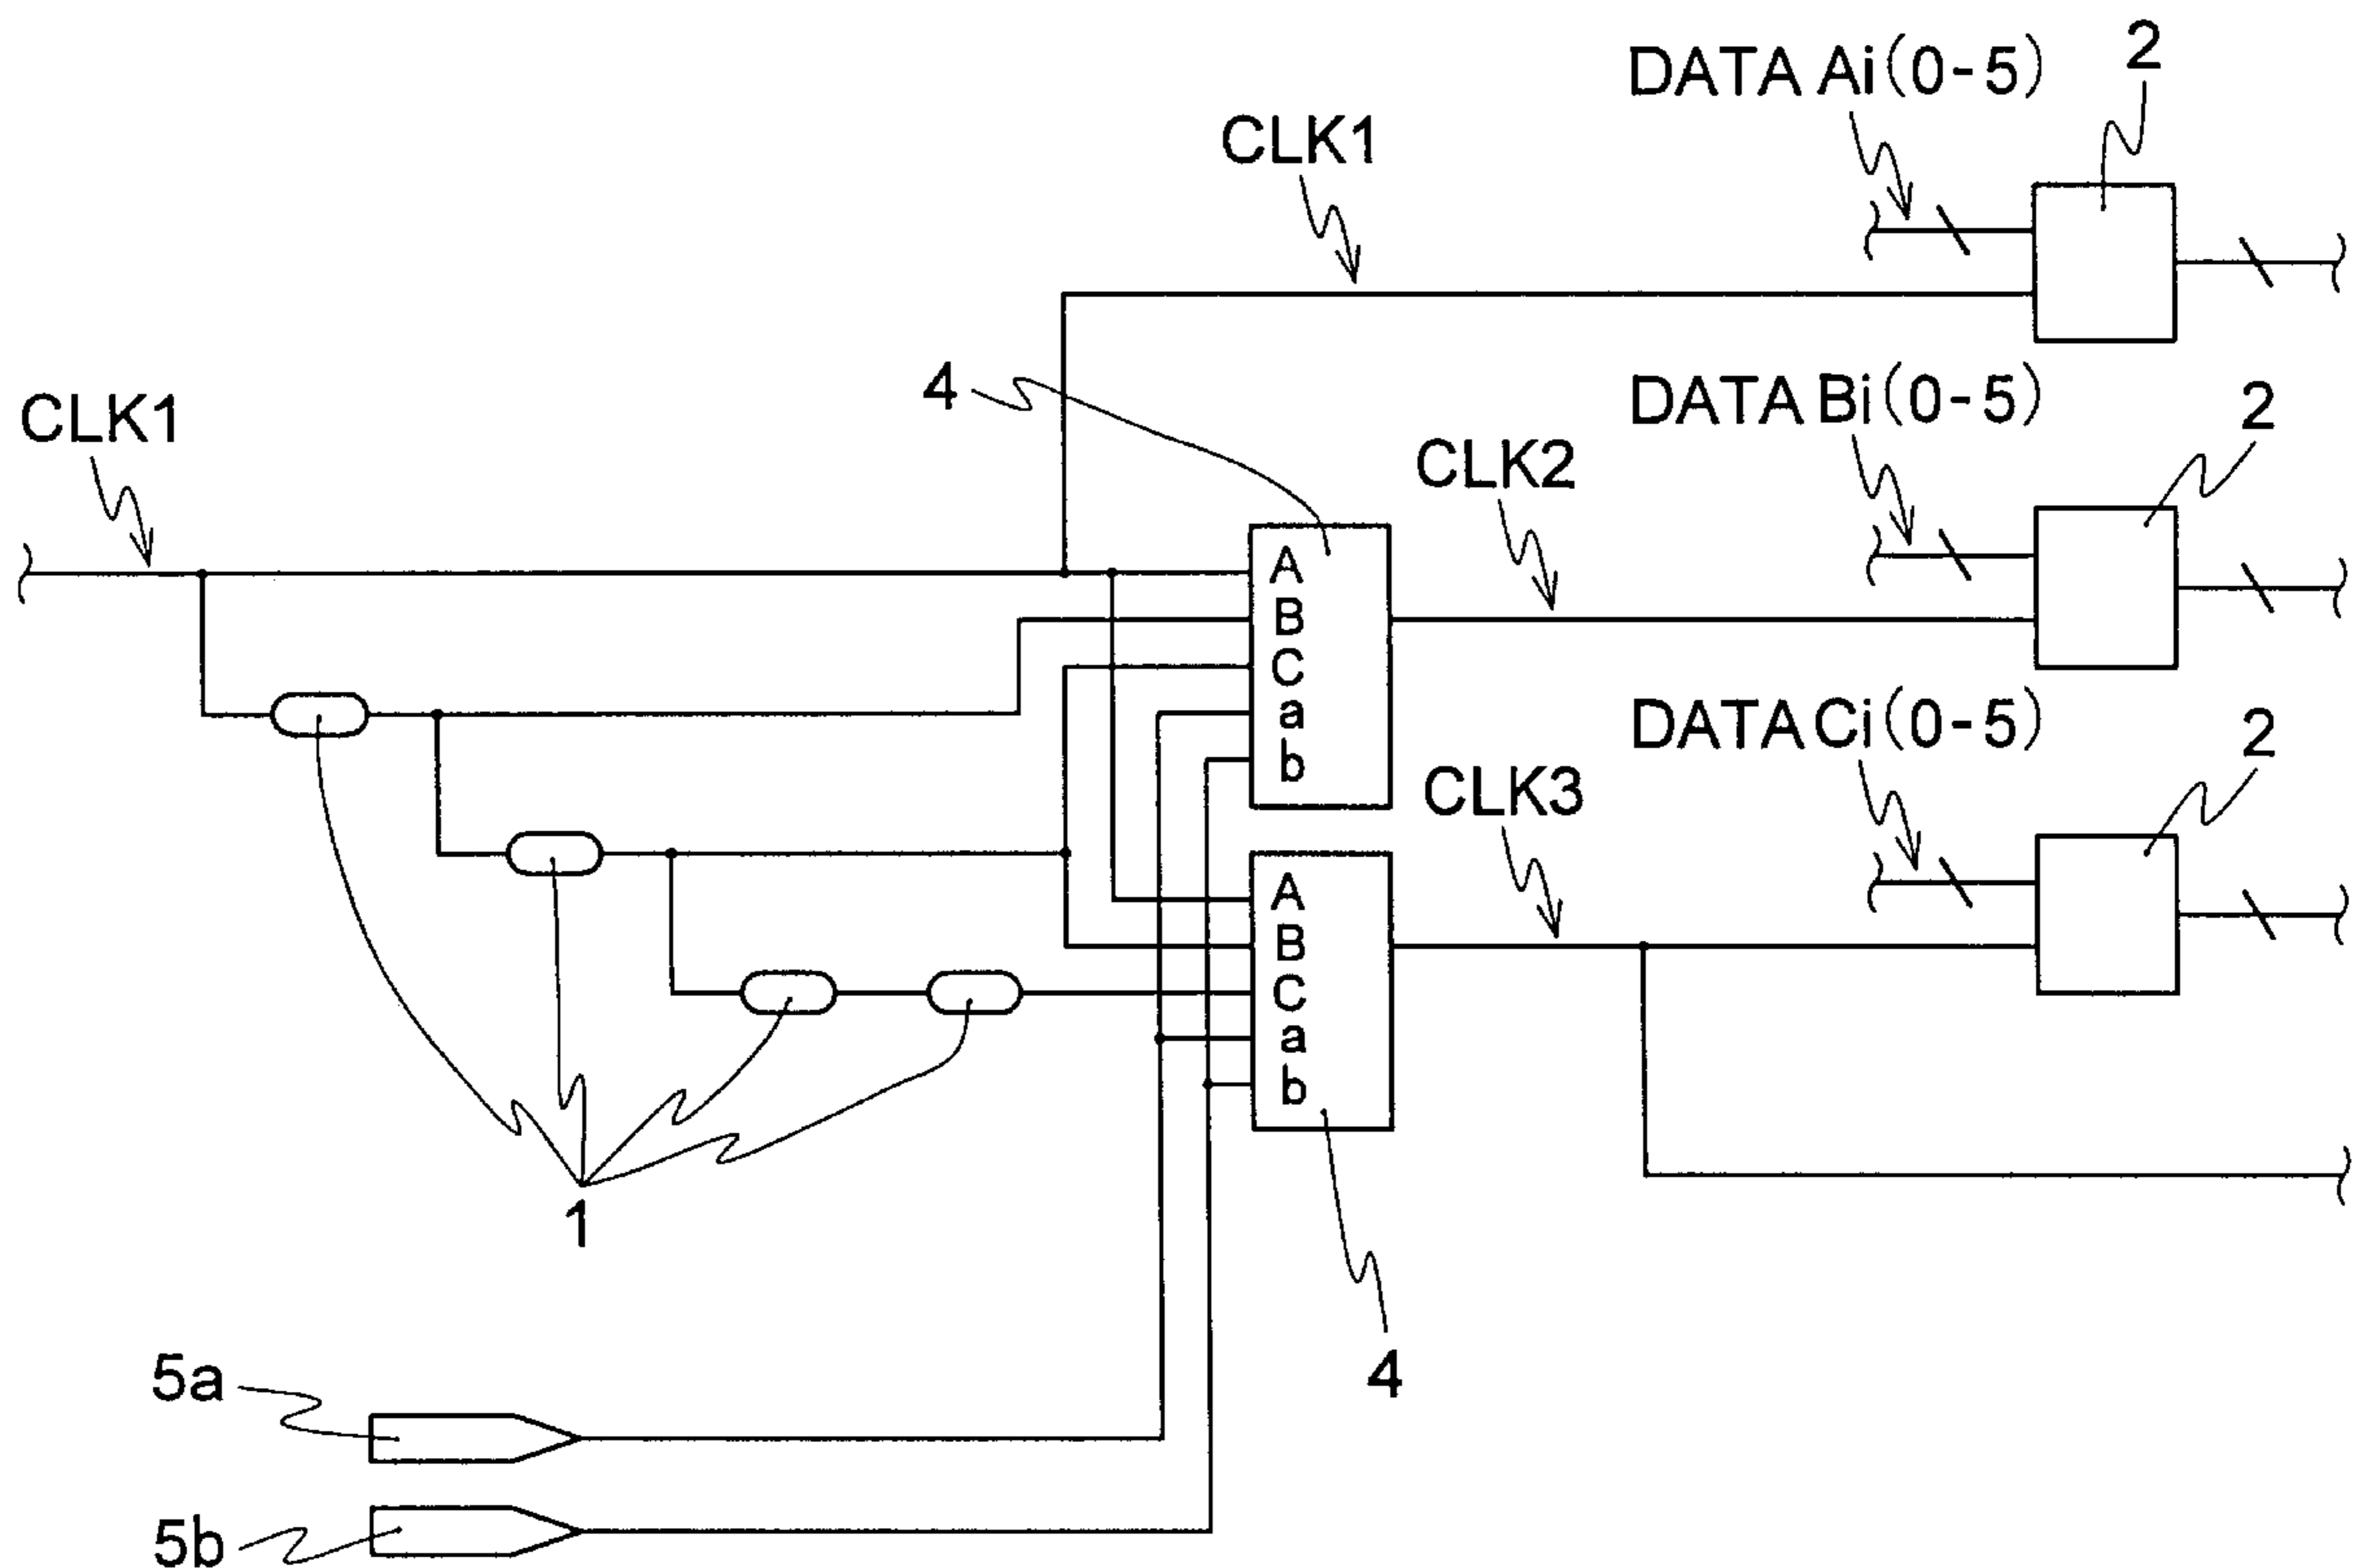 DATA Ai(0-5)
2
CLK1
4
DATA Bi(0-5)
2
CLK1
CLK2
A
B
C
a
b
DATA Ci(0-5)
2
CLK3
A
B
C
a
b
1
4
5a
5b